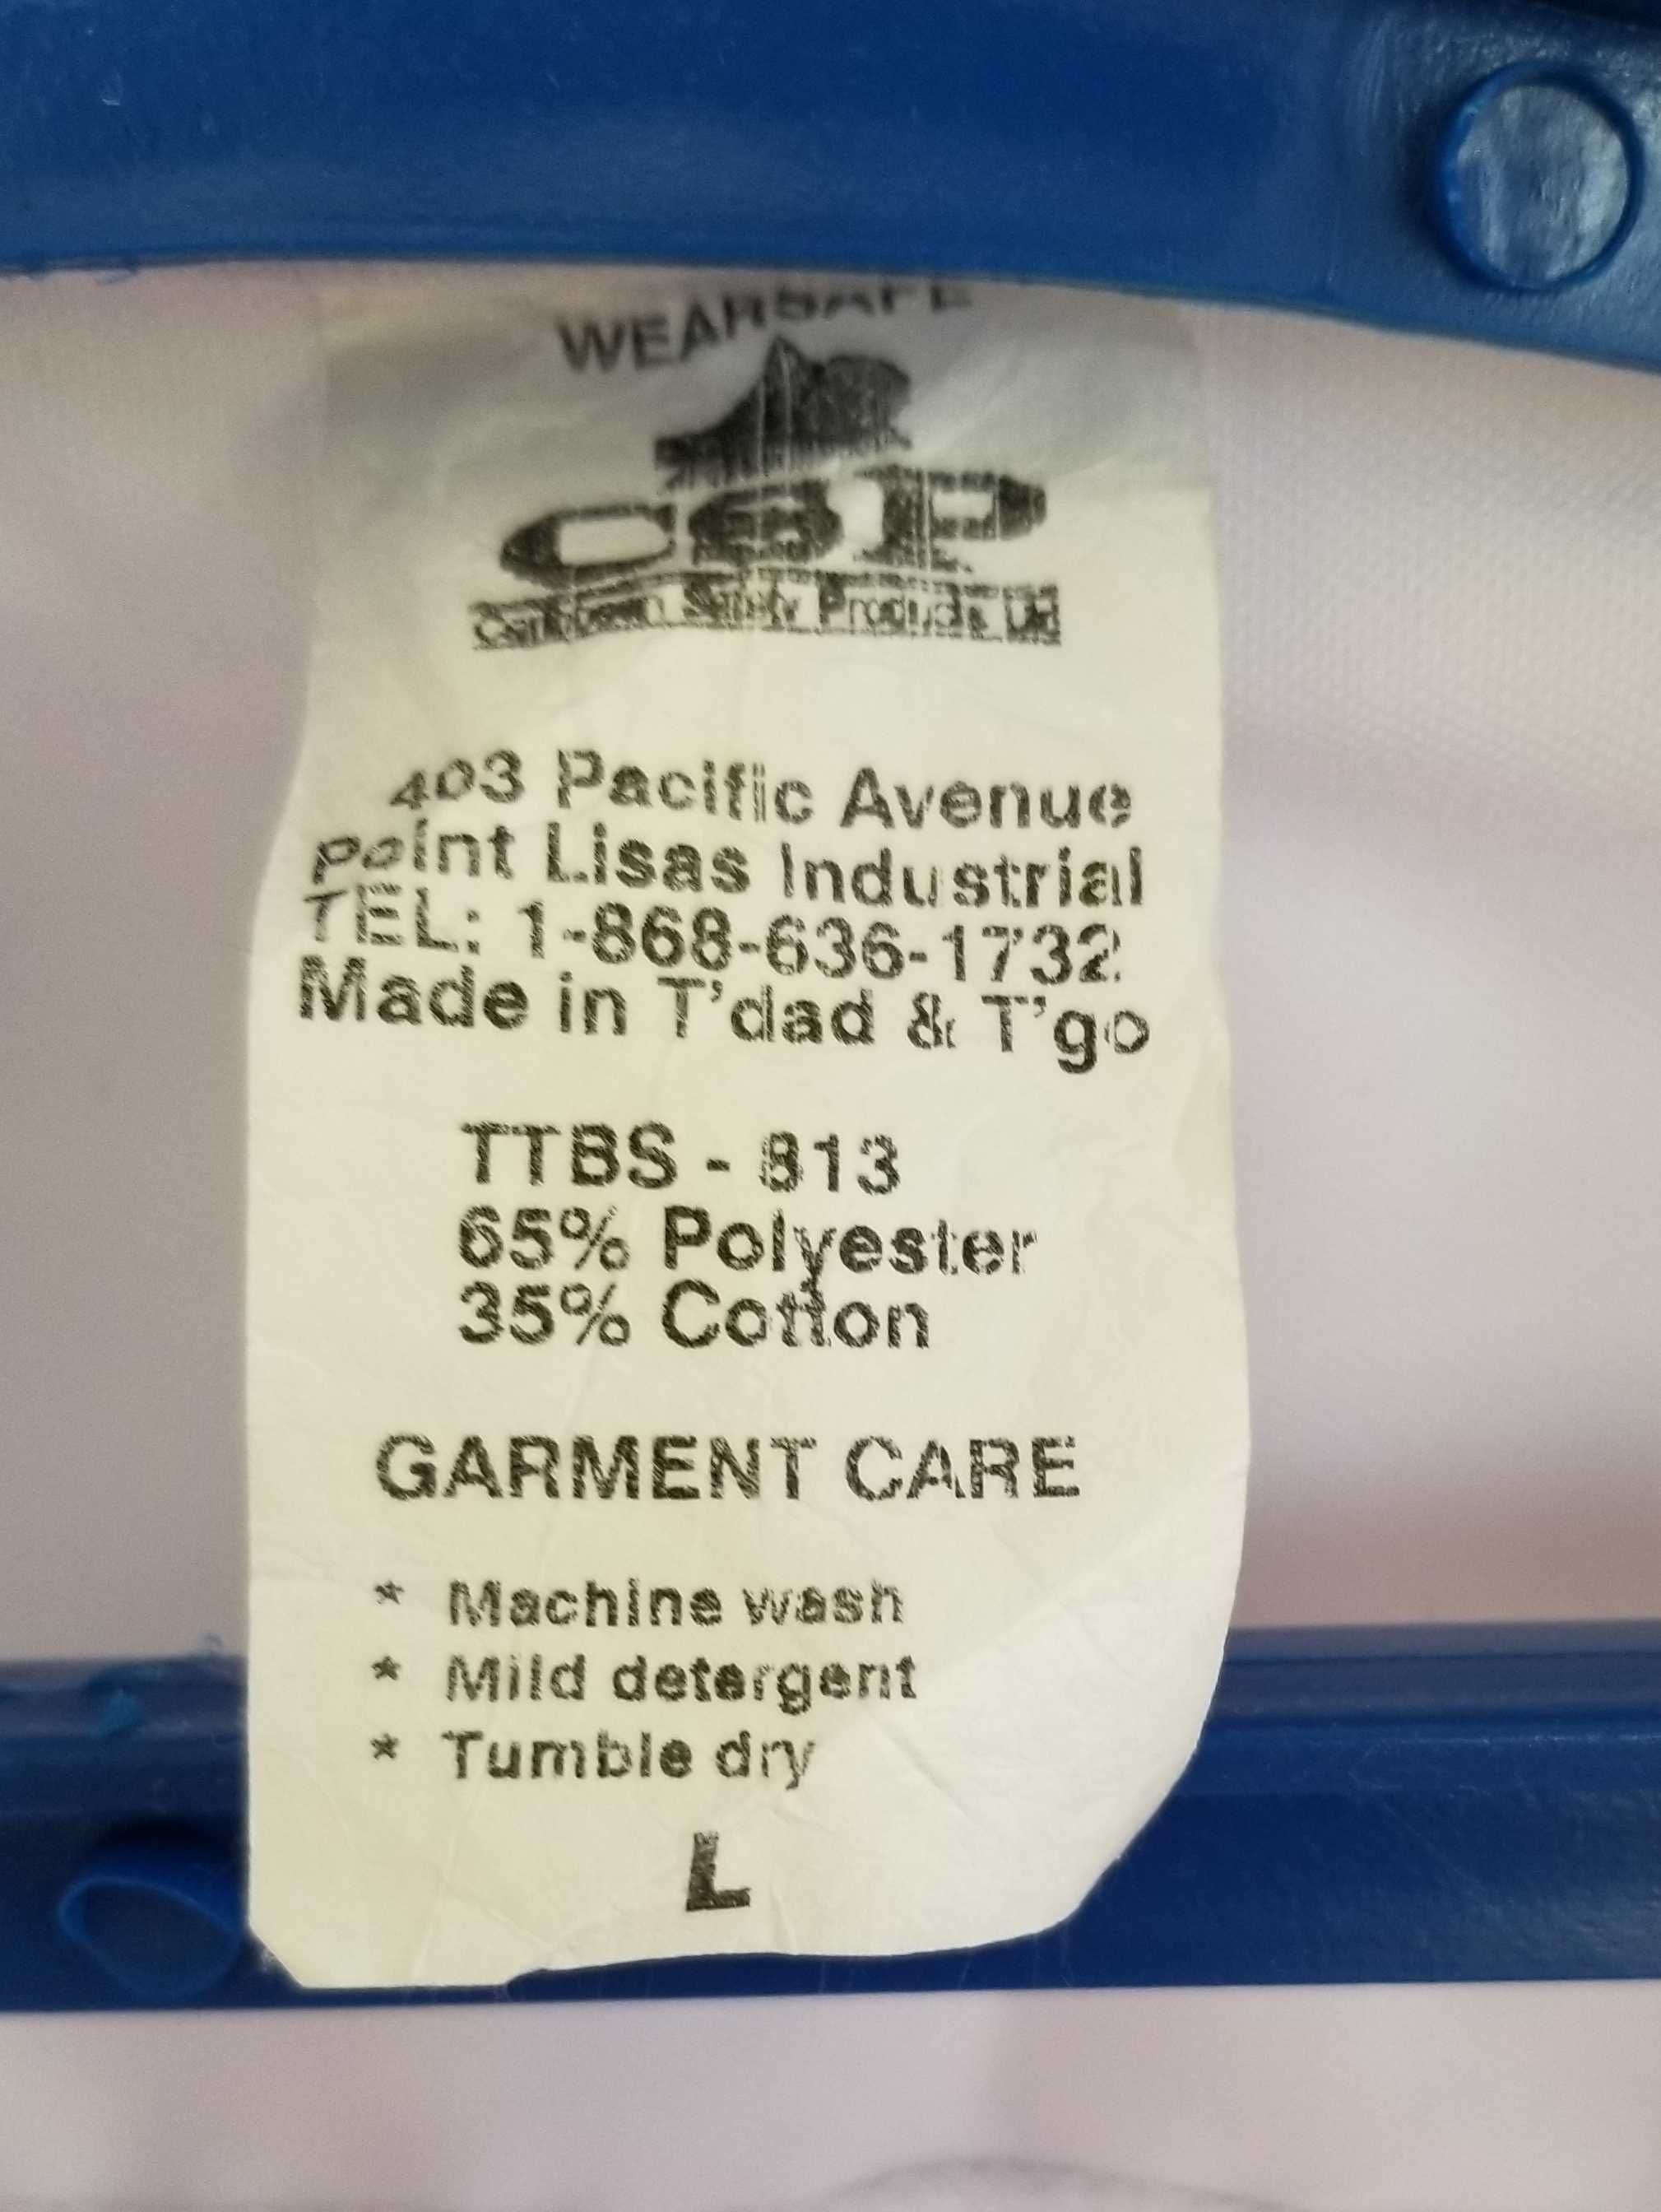 WEARSAFE
CSP
Caribbean Safety Products Ltd
403 Pacific Avenue
Point Lisas Industrial
TEL: 1-868-636-1732
Made in T'dad & T'go
TTBS - 813
65% Polyester
35% Cotton
GARMENT CARE
* Machine wash
* Mild detergent
* Tumble dry
L